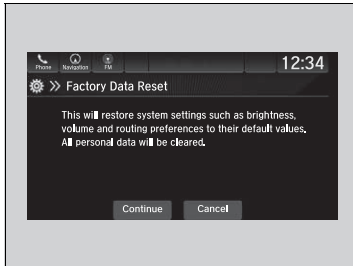 Phone Navigation FM 12:34
Factory Data Reset
This will restore system settings such as brightness,
volume and routing preferences to their default values.
All personal data will be cleared.
Continue Cancel